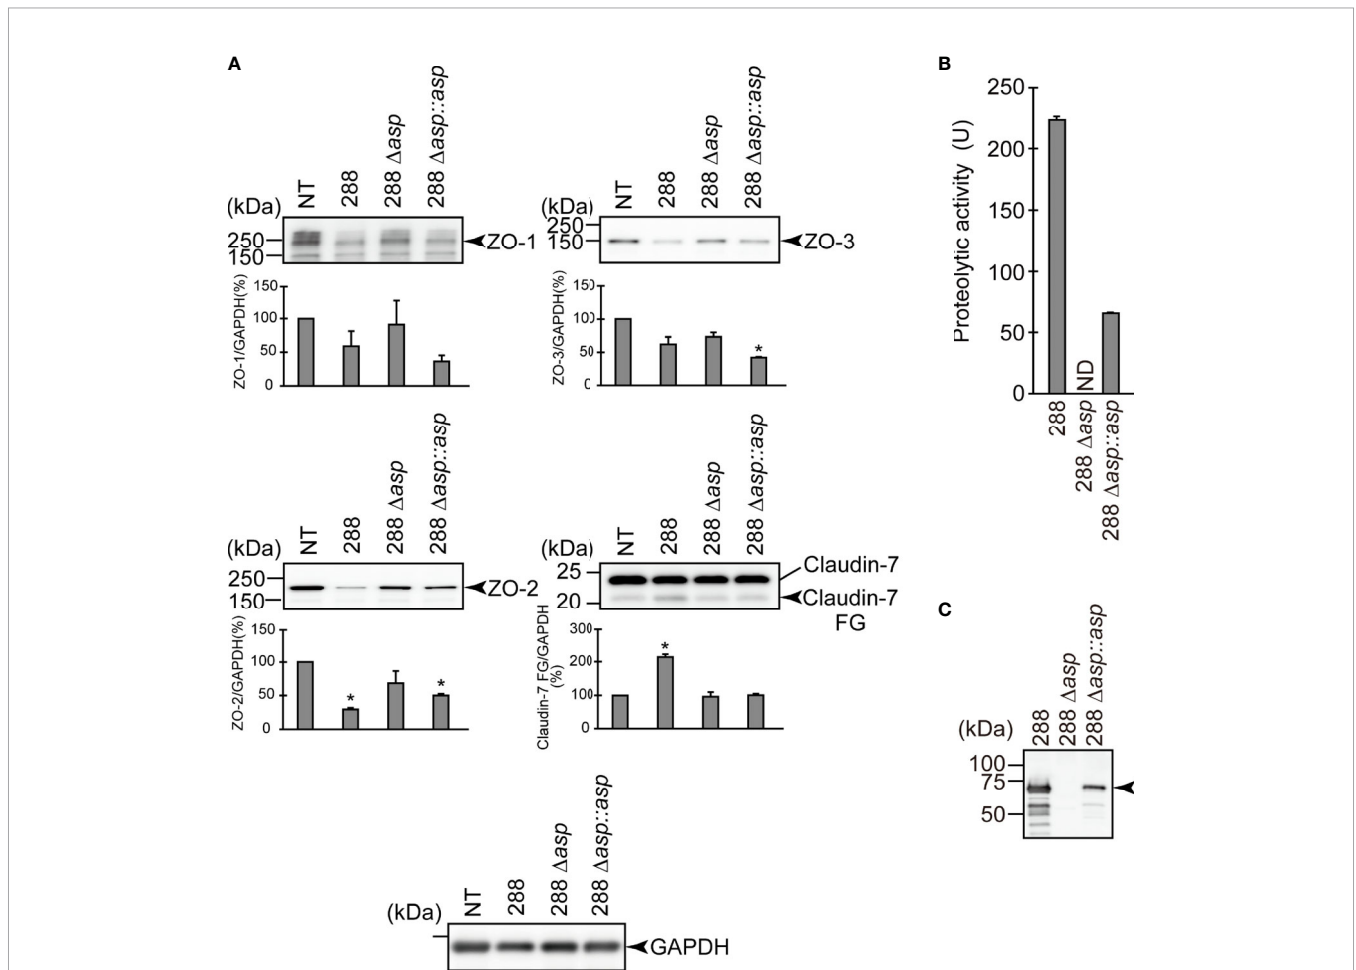 A
NT
288
288 Δasp
288 Δasp::asp
(kDa)
250
150
ZO-1
ZO-1/GAPDH(%)
150
100
50
0
NT
288
288 Δasp
288 Δasp::asp
(kDa)
250
150
ZO-3
ZO-3/GAPDH(%)
150
100
50
0
*
NT
288
288 Δasp
288 Δasp::asp
(kDa)
250
150
ZO-2
ZO-2/GAPDH(%)
150
100
50
0
*
*
NT
288
288 Δasp
288 Δasp::asp
(kDa)
25
20
Claudin-7
Claudin-7
FG
Claudin-7 FG/GAPDH
(%)
300
200
100
0
*
NT
288
288 Δasp
288 Δasp::asp
(kDa)
GAPDH
B
Proteolytic activity (U)
250
200
150
100
50
0
ND
288
288 Δasp
288 Δasp::asp
C
288
288 Δasp
288 Δasp::asp
(kDa)
100
75
50